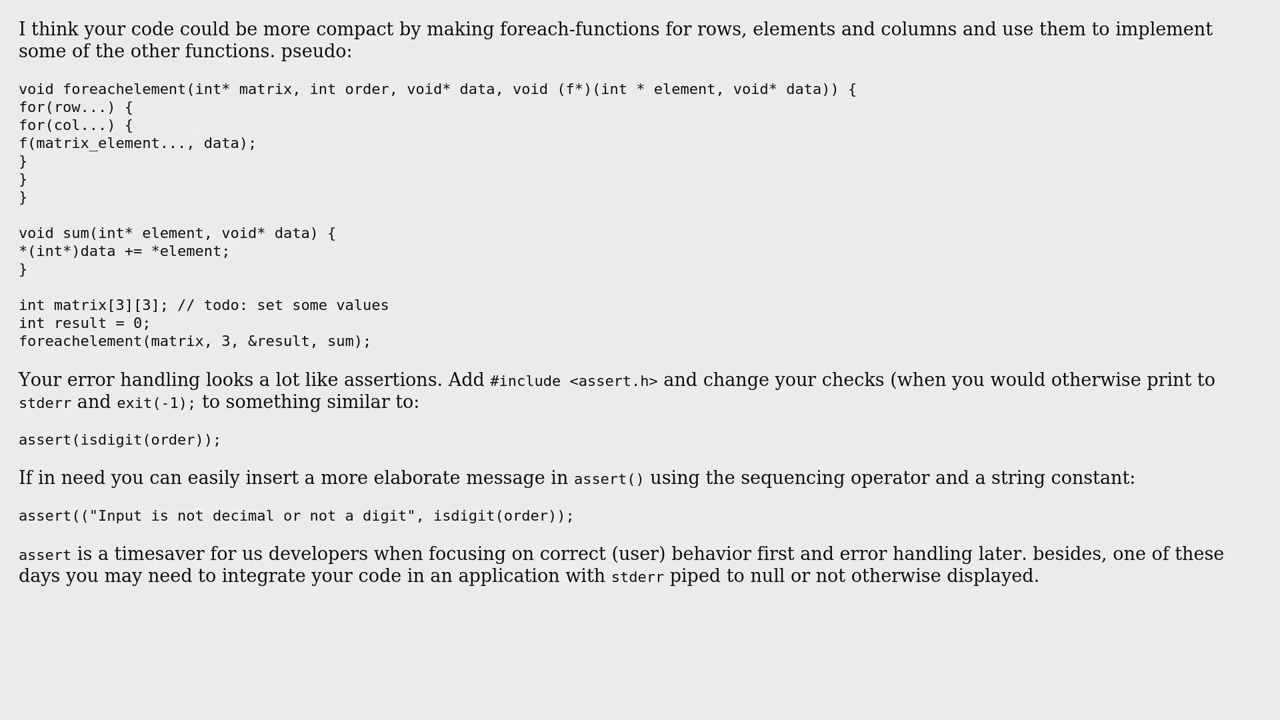 I think your code could be more compact by making foreach-functions for rows, elements and columns and use them to implement
some of the other functions. pseudo:
void foreachelement(int* matrix, int order, void* data, void (f*)(int * element, void* data)) {
for(row...) {
for(col...) {
f(matrix_element..., data);
}
}
}
void sum(int* element, void* data) {
*(int*)data += *element;
}
int matrix[3][3]; // todo: set some values
int result = 0;
foreachelement(matrix, 3, &result, sum);
Your error handling looks a lot like assertions. Add #include <assert.h> and change your checks (when you would otherwise print to
stderr and exit(-1); to something similar to:
assert(isdigit(order));
If in need you can easily insert a more elaborate message in assert() using the sequencing operator and a string constant:
assert(("Input is not decimal or not a digit", isdigit(order));
assert is a timesaver for us developers when focusing on correct (user) behavior first and error handling later. besides, one of these
days you may need to integrate your code in an application with stderr piped to null or not otherwise displayed.